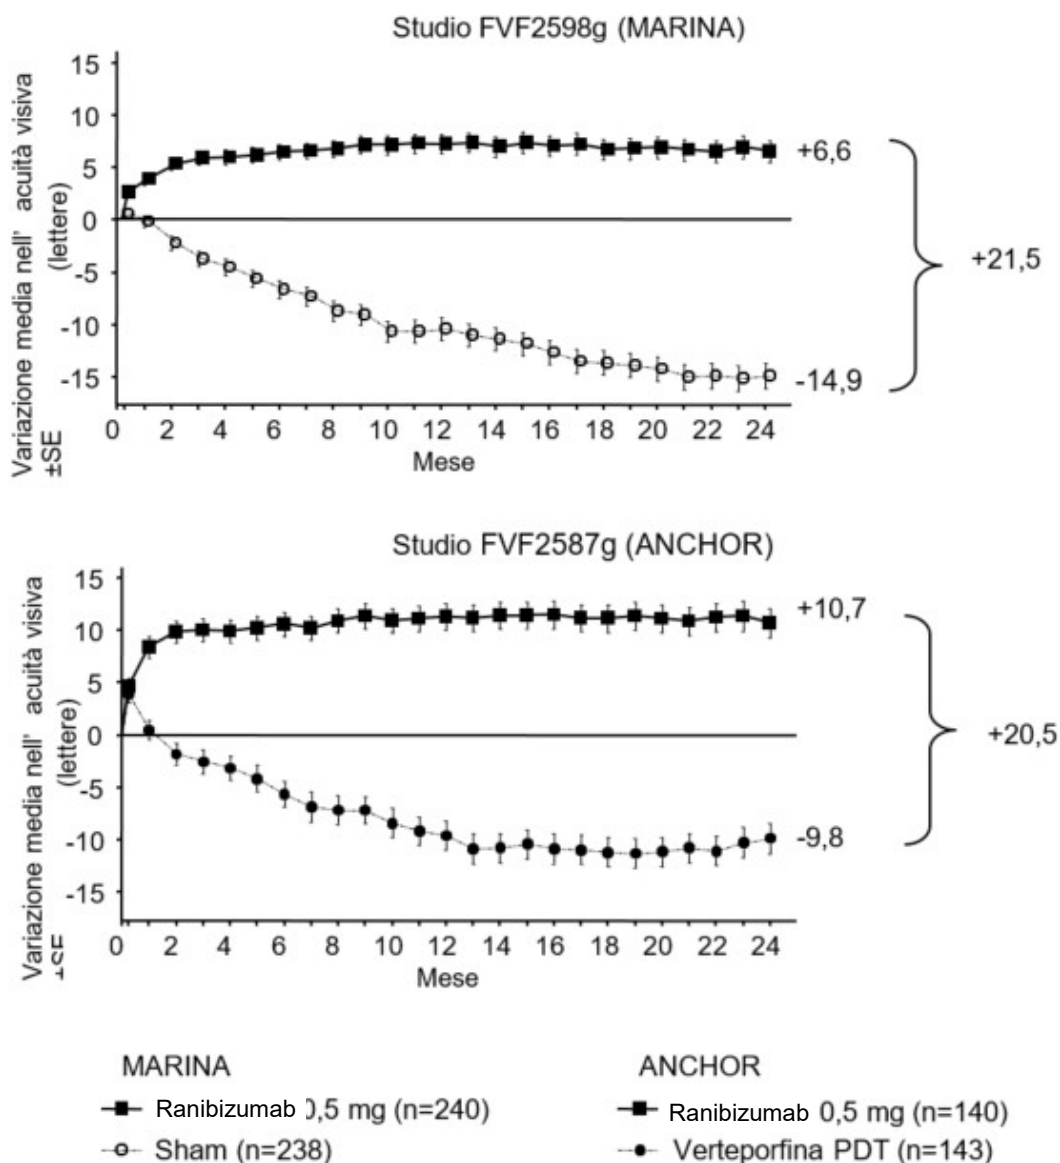 Studio FVF2598g (MARINA)
Variazione media nell' acuità visiva
(lettere)
±SE
15
10
5
0
-5
-10
-15
+6,6
-14,9
+21,5
0 2 4 6 8 10 12 14 16 18 20 22 24
Mese
Studio FVF2587g (ANCHOR)
Variazione media nell' acuità visiva
(lettere)
±SE
15
10
5
0
-5
-10
-15
+10,7
-9,8
+20,5
0 2 4 6 8 10 12 14 16 18 20 22 24
Mese
MARINA
Ranibizumab 0,5 mg (n=240)
Sham (n=238)
ANCHOR
Ranibizumab 0,5 mg (n=140)
Verteporfina PDT (n=143)